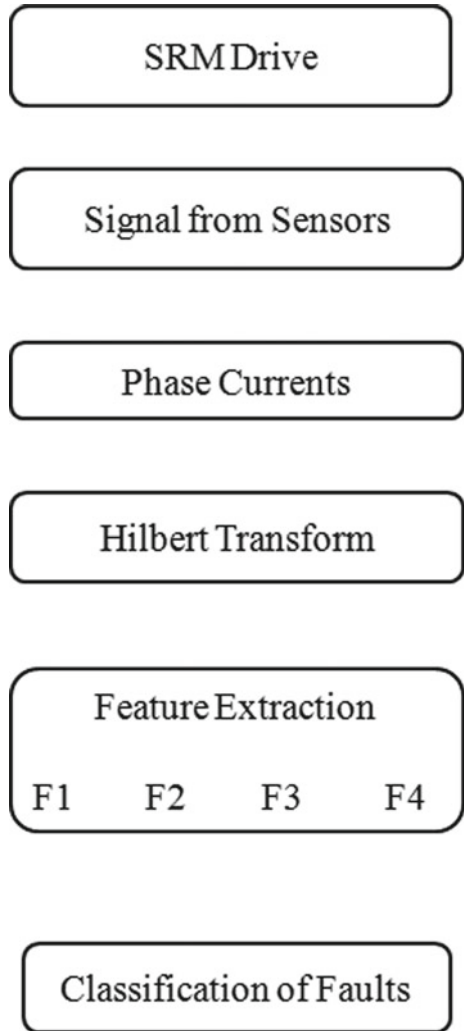 SRM Drive
Signal from Sensors
Phase Currents
Hilbert Transform
Feature Extraction
F1 F2 F3 F4
Classification of Faults